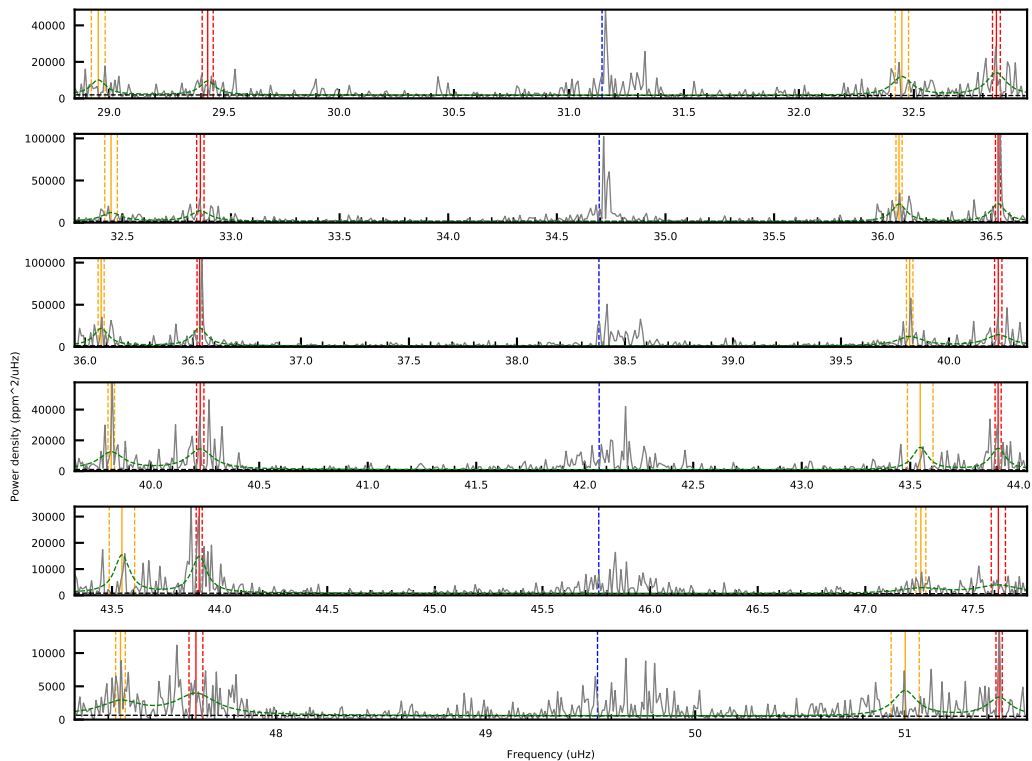 40000
20000
0
29.0 29.5 30.0 30.5 31.0 31.5 32.0 32.5
100000
50000
0
32.5 33.0 33.5 34.0 34.5 35.0 35.5 36.0 36.5
100000
50000
0
36.0 36.5 37.0 37.5 38.0 38.5 39.0 39.5 40.0
Power density (ppm^2/uHz)
40000
20000
0
40.0 40.5 41.0 41.5 42.0 42.5 43.0 43.5 44.0
30000
20000
10000
0
43.5 44.0 44.5 45.0 45.5 46.0 46.5 47.0 47.5
10000
5000
0
48 49 50 51
Frequency (uHz)